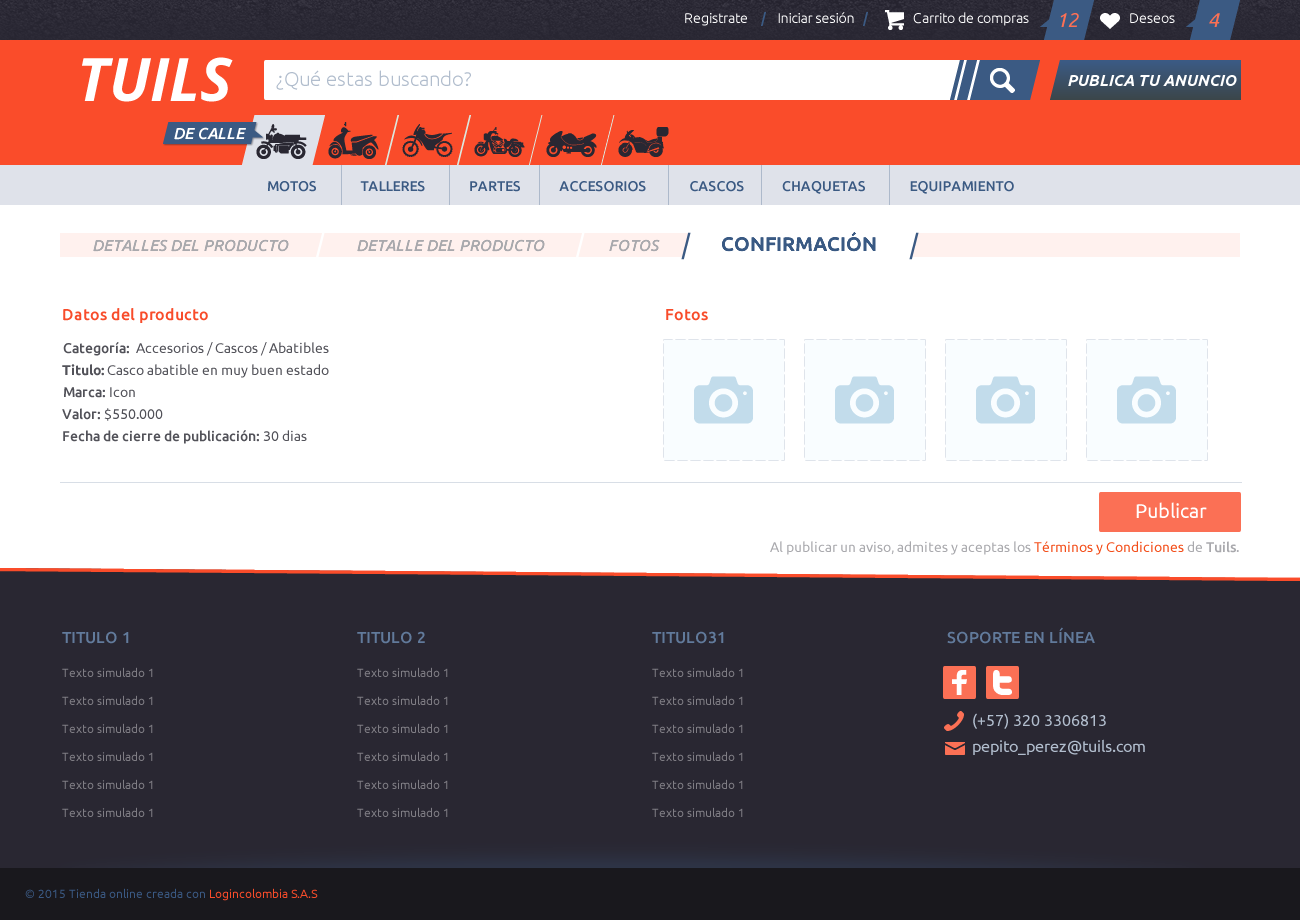 Registrate / Iniciar sesión / Carrito de compras 12 Deseos 4
TUILS
¿Qué estas buscando?
PUBLICA TU ANUNCIO
DE CALLE
MOTOS TALLERES PARTES ACCESORIOS CASCOS CHAQUETAS EQUIPAMIENTO
DETALLES DEL PRODUCTO DETALLE DEL PRODUCTO FOTOS CONFIRMACIÓN
Datos del producto
Categoría: Accesorios / Cascos / Abatibles
Titulo: Casco abatible en muy buen estado
Marca: Icon
Valor: $550.000
Fecha de cierre de publicación: 30 dias
Fotos
Publicar
Al publicar un aviso, admites y aceptas los Términos y Condiciones de Tuils.
TITULO 1
Texto simulado 1
Texto simulado 1
Texto simulado 1
Texto simulado 1
Texto simulado 1
Texto simulado 1
TITULO 2
Texto simulado 1
Texto simulado 1
Texto simulado 1
Texto simulado 1
Texto simulado 1
Texto simulado 1
TITULO31
Texto simulado 1
Texto simulado 1
Texto simulado 1
Texto simulado 1
Texto simulado 1
Texto simulado 1
SOPORTE EN LÍNEA
(+57) 320 3306813
pepito_perez@tuils.com
© 2015 Tienda online creada con Logincolombia S.A.S